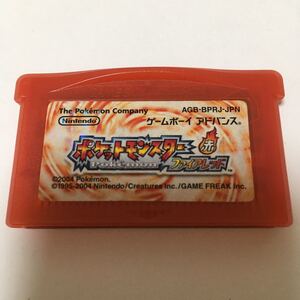 The Pokémon Company
AGB-BPRJ-JPN
Nintendo
ゲームボーイ アドバンス®
ポケットモンスター
赤
ファイアレッド
©2004 Pokémon.
©1995-2004 Nintendo/Creatures inc./GAME FREAK inc.